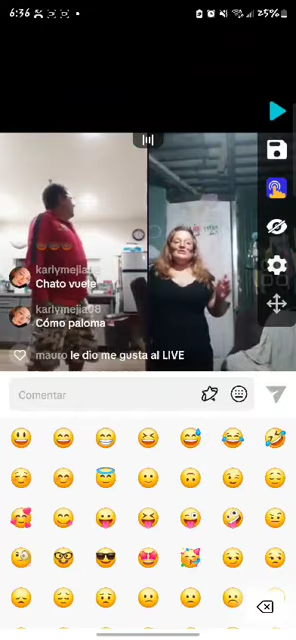 6:36
25%
karlymejia08
Chato vuele
karlymejia08
Cómo paloma
mauro le dio me gusta al LIVE
Comentar